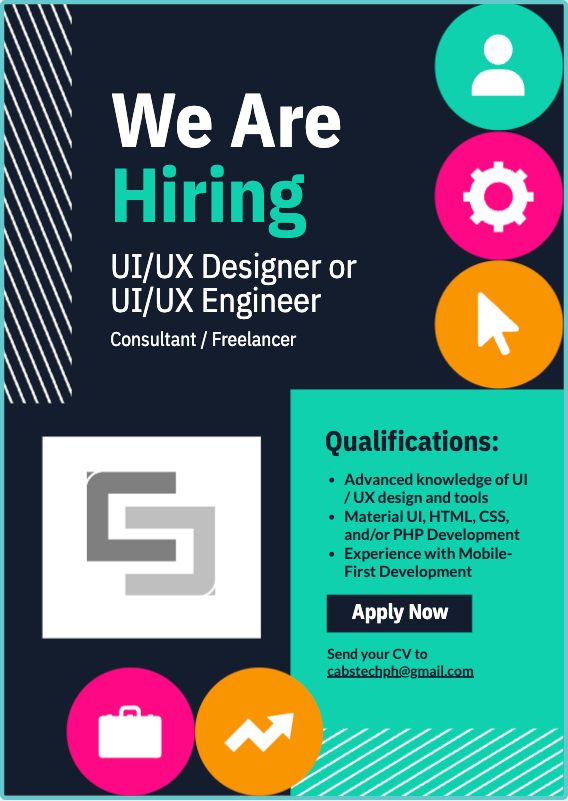 We Are
Hiring
UI/UX Designer or
UI/UX Engineer
Consultant / Freelancer
Qualifications:
• Advanced knowledge of UI
/ UX design and tools
• Material UI, HTML, CSS,
and/or PHP Development
• Experience with Mobile-
First Development
Apply Now
Send your CV to
cabstechph@gmail.com